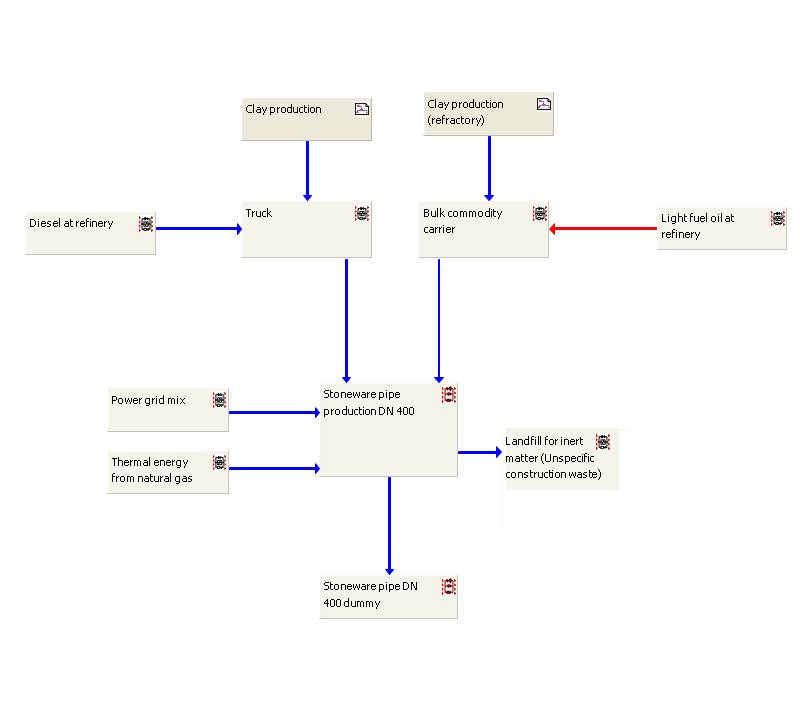 Clay production
Clay production
(refractory)
Diesel at refinery
Truck
Bulk commodity
carrier
Light fuel oil at
refinery
Power grid mix
Stoneware pipe
production DN 400
Thermal energy
from natural gas
Landfill for inert
matter (Unspecific
construction waste)
Stoneware pipe DN
400 dummy